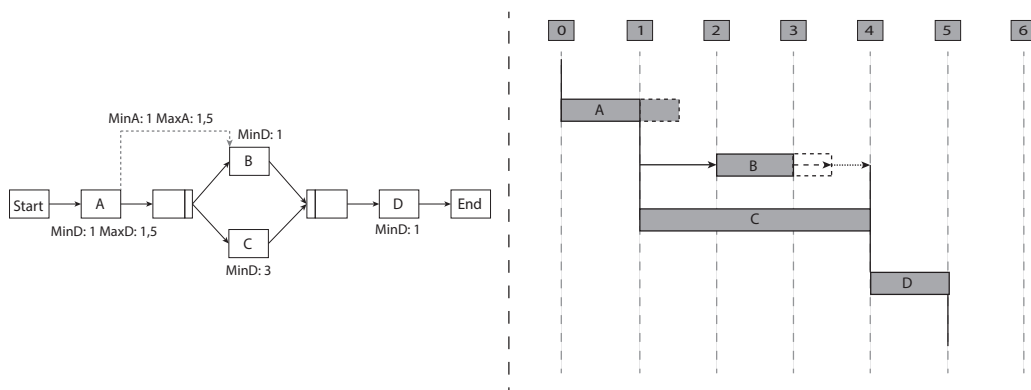 MinA: 1 MaxA: 1,5
MinD: 1
B
Start
A
D
End
MinD: 1 MaxD: 1,5
MinD: 1
C
MinD: 3
0 1 2 3 4 5 6
A
B
C
D